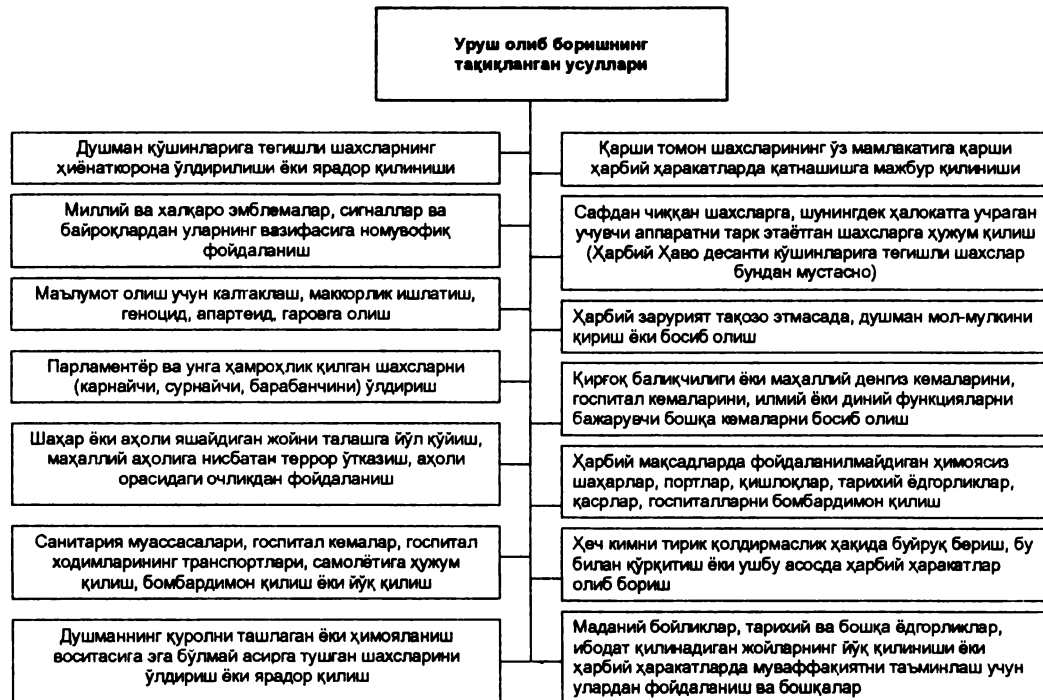 Уруш олиб боришнинг
тақиқланган усуллари
Душман қўшинларига тегишли шахсларнинг
ҳиёнаткорона ўлдирилиши ёки ярадор қилиниши
Миллий ва халқаро эмблемалар, сигналлар ва
байроқлардан уларнинг вазифасига номувофиқ
фойдаланиш
Маълумот олиш учун калтаклаш, маккорлик ишлатиш,
геноцид, апартеид, гаровга олиш
Парламентёр ва унга ҳамроҳлик қилган шахсларни
(карнайчи, сурнайчи, барабанчини) ўлдириш
Шаҳар ёки аҳоли яшайдиган жойни талашга йўл қўйиш,
маҳаллий аҳолига нисбатан террор ўтказиш, аҳоли
орасидаги очликдан фойдаланиш
Санитария муассасалари, госпитал кемалар, госпитал
ходимларининг транспортлари, самолётига ҳужум
қилиш, бомбардимон қилиш ёки йўқ қилиш
Душманнинг қуролни ташлаган ёки ҳимояланиш
воситасига эга бўлмай асирга тушган шахсларини
ўлдириш ёки ярадор қилиш
Қарши томон шахсларининг ўз мамлакатига қарши
ҳарбий ҳаракатларда қатнашишга мажбур қилиниши
Сафдан чиққан шахсларга, шунингдек ҳалокатга учраган
учувчи аппаратни тарк этаётган шахсларга ҳужум қилиш
(Ҳарбий Ҳаво десанти кўшинларига тегишли шахслар
бундан мустасно)
Ҳарбий зарурият тақозо этмасада, душман мол-мулкини
қириш ёки босиб олиш
Қирғоқ балиқчилиги ёки маҳаллий денгиз кемаларини,
госпитал кемаларини, илмий ёки диний функцияларни
бажарувчи бошқа кемаларни босиб олиш
Ҳарбий мақсадларда фойдаланилмайдиган ҳимоясиз
шаҳарлар, портлар, қишлоқлар, тарихий ёдгорликлар,
қасрлар, госпиталларни бомбардимон қилиш
Ҳеч кимни тирик қолдирмаслик ҳақида буйруқ бериш, бу
билан қўрқитиш ёки ушбу асосда ҳарбий ҳаракатлар
олиб бориш
Маданий бойликлар, тарихий ва бошқа ёдгорликлар,
ибодат қилинадиган жойларнинг йўқ қилиниши ёки
ҳарбий ҳаракатларда муваффақиятни таъминлаш учун
улардан фойдаланиш ва бошқалар